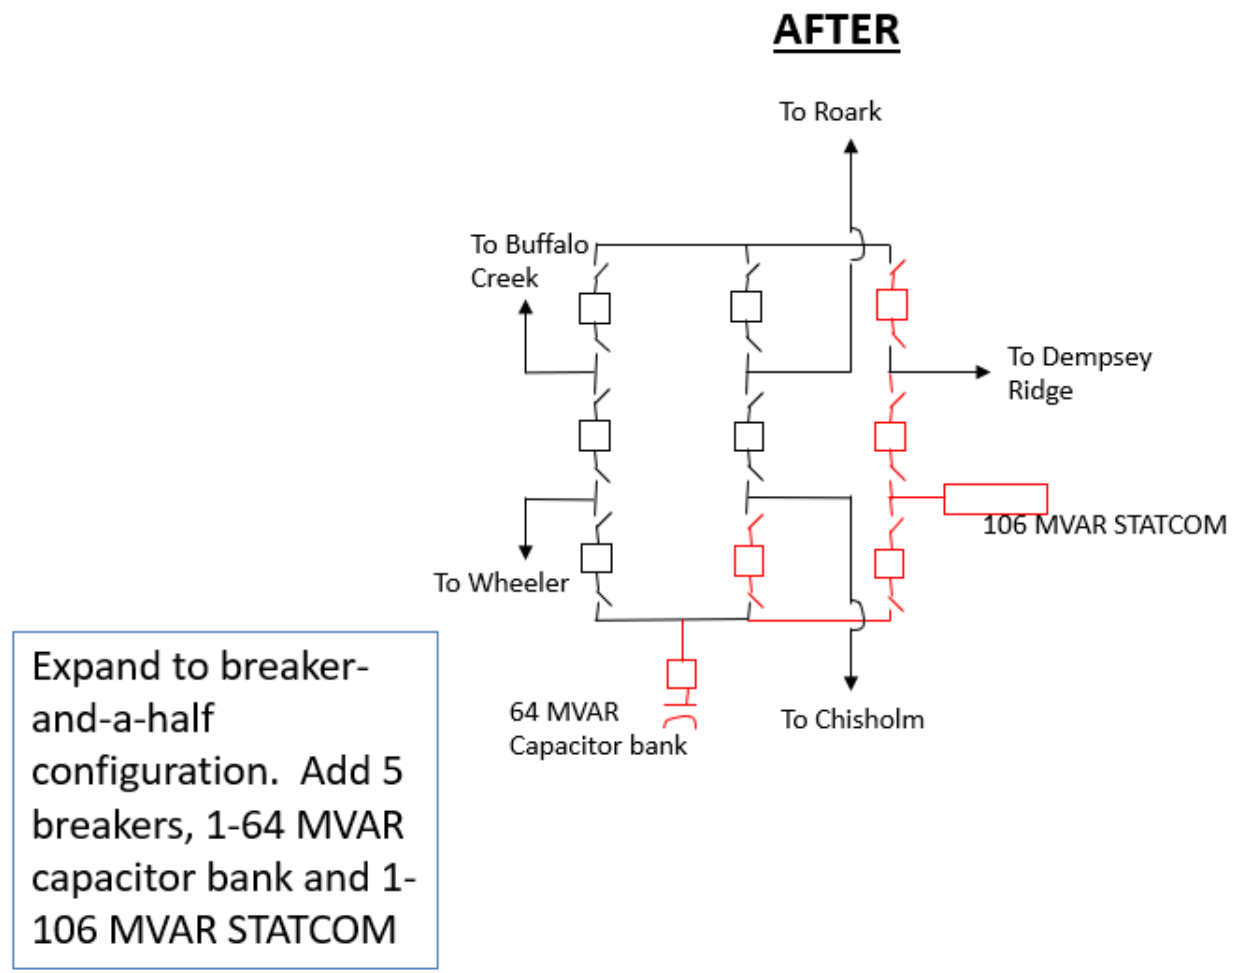 AFTER
To Roark
To Buffalo
Creek
To Dempsey
Ridge
106 MVAR STATCOM
To Wheeler
64 MVAR
Capacitor bank
To Chisholm
Expand to breaker-
and-a-half
configuration.  Add 5
breakers, 1-64 MVAR
capacitor bank and 1-
106 MVAR STATCOM